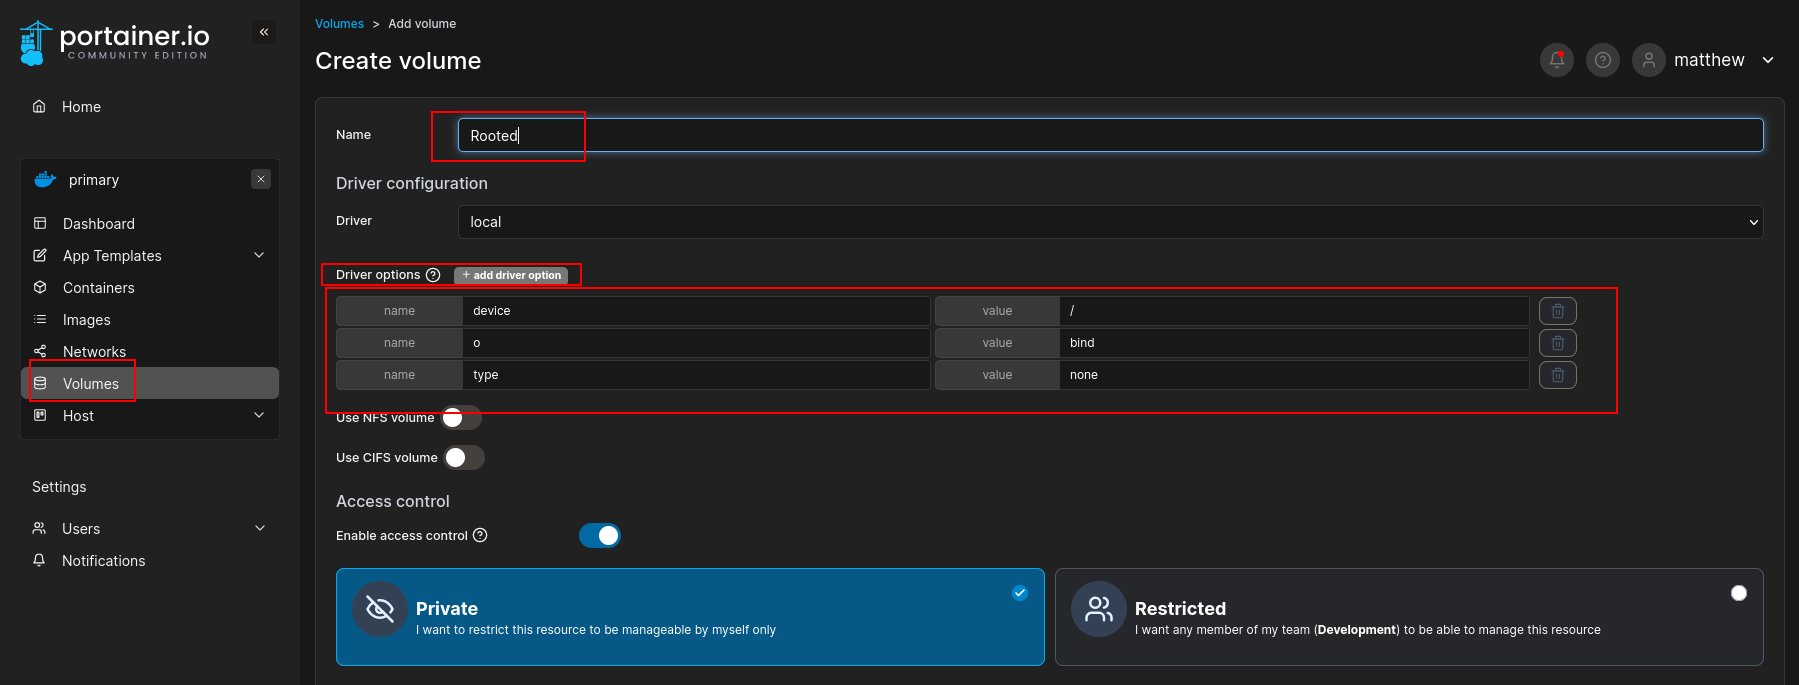 portainer.io
COMMUNITY EDITION
Home
primary
Dashboard
App Templates
Containers
Images
Networks
Volumes
Host
Settings
Users
Notifications
Volumes > Add volume
Create volume
matthew
Name Rooted
Driver configuration
Driver local
Driver options + add driver option
name device value /
name o value bind
name type value none
Use NFS volume
Use CIFS volume
Access control
Enable access control
Private
I want to restrict this resource to be manageable by myself only
Restricted
I want any member of my team (Development) to be able to manage this resource